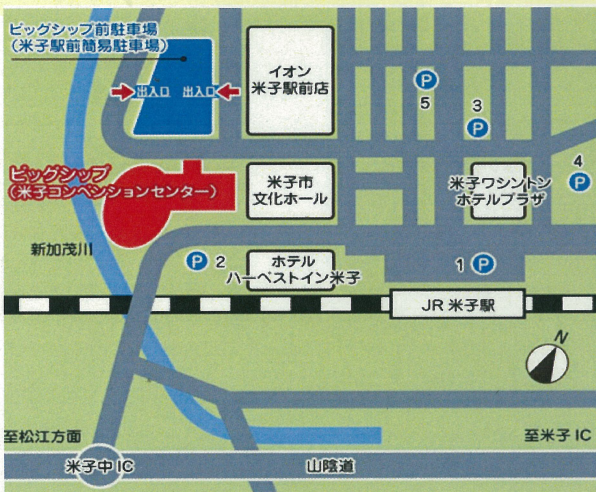 ビッグシップ前駐車場
(米子駅前簡易駐車場)
出入口 出入口
イオン
米子駅前店
P
5
3
P
4
P
ビッグシップ
(米子コンベンションセンター)
米子市
文化ホール
米子ワシントン
ホテルプラザ
新加茂川
P 2
ホテル
ハーベストイン米子
1 P
JR 米子駅
N
至松江方面
至米子 IC
米子中 IC
山陰道